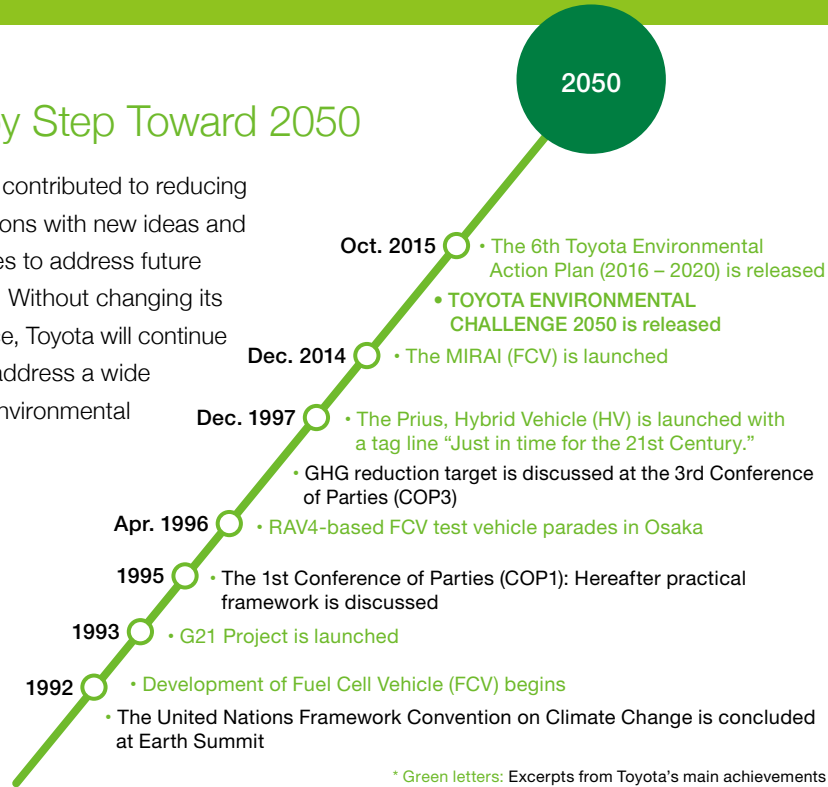 2050
y Step Toward 2050
contributed to reducing
ons with new ideas and
es to address future
. Without changing its
e, Toyota will continue
address a wide
nvironmental
Oct. 2015
• The 6th Toyota Environmental
Action Plan (2016 – 2020) is released
• TOYOTA ENVIRONMENTAL
CHALLENGE 2050 is released
Dec. 2014
• The MIRAI (FCV) is launched
Dec. 1997
• The Prius, Hybrid Vehicle (HV) is launched with
a tag line “Just in time for the 21st Century.”
• GHG reduction target is discussed at the 3rd Conference
of Parties (COP3)
Apr. 1996
• RAV4-based FCV test vehicle parades in Osaka
1995
• The 1st Conference of Parties (COP1): Hereafter practical
framework is discussed
1993
• G21 Project is launched
1992
• Development of Fuel Cell Vehicle (FCV) begins
• The United Nations Framework Convention on Climate Change is concluded
at Earth Summit
* Green letters: Excerpts from Toyota’s main achievements